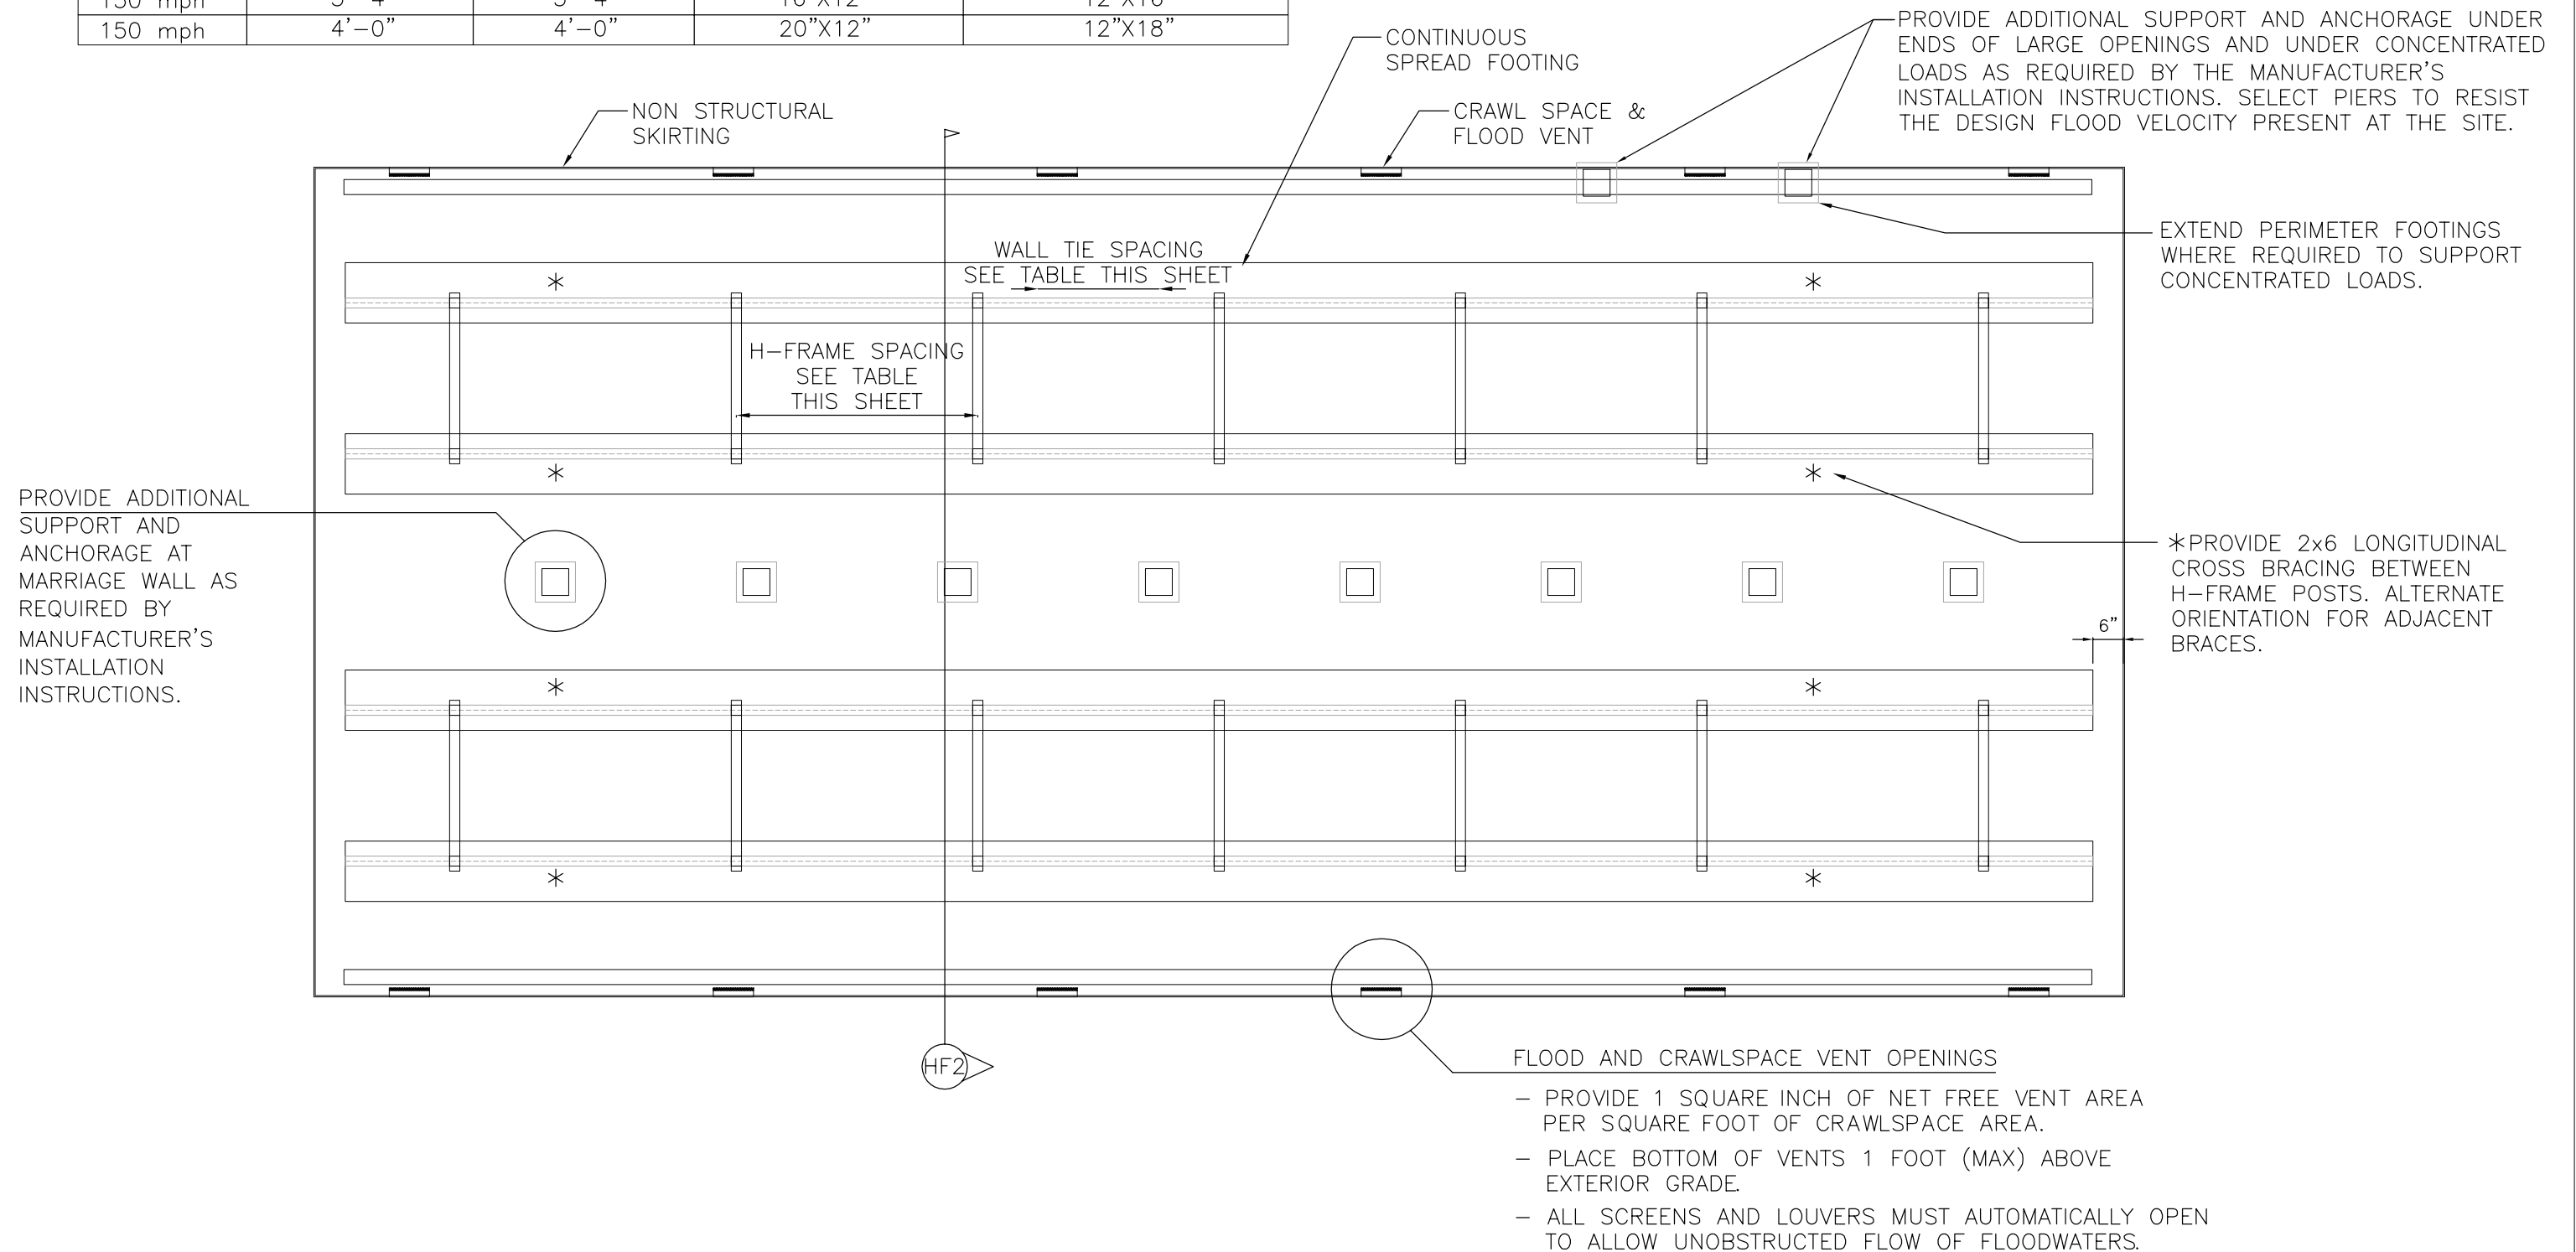 150 mph 4'-0" 4'-0" 20"X12" 12"X18"
CONTINUOUS
SPREAD FOOTING
PROVIDE ADDITIONAL SUPPORT AND ANCHORAGE UNDER
ENDS OF LARGE OPENINGS AND UNDER CONCENTRATED
LOADS AS REQUIRED BY THE MANUFACTURER'S
INSTALLATION INSTRUCTIONS. SELECT PIERS TO RESIST
THE DESIGN FLOOD VELOCITY PRESENT AT THE SITE.
NON STRUCTURAL
SKIRTING
CRAWL SPACE &
FLOOD VENT
EXTEND PERIMETER FOOTINGS
WHERE REQUIRED TO SUPPORT
CONCENTRATED LOADS.
WALL TIE SPACING
SEE TABLE THIS SHEET
*
*
H-FRAME SPACING
SEE TABLE
THIS SHEET
*
*
PROVIDE ADDITIONAL
SUPPORT AND
ANCHORAGE AT
MARRIAGE WALL AS
REQUIRED BY
MANUFACTURER'S
INSTALLATION
INSTRUCTIONS.
*PROVIDE 2x6 LONGITUDINAL
CROSS BRACING BETWEEN
H-FRAME POSTS. ALTERNATE
ORIENTATION FOR ADJACENT
BRACES.
6"
*
*
*
*
HF2
FLOOD AND CRAWLSPACE VENT OPENINGS
- PROVIDE 1 SQUARE INCH OF NET FREE VENT AREA
PER SQUARE FOOT OF CRAWLSPACE AREA.
- PLACE BOTTOM OF VENTS 1 FOOT (MAX) ABOVE
EXTERIOR GRADE.
- ALL SCREENS AND LOUVERS MUST AUTOMATICALLY OPEN
TO ALLOW UNOBSTRUCTED FLOW OF FLOODWATERS.